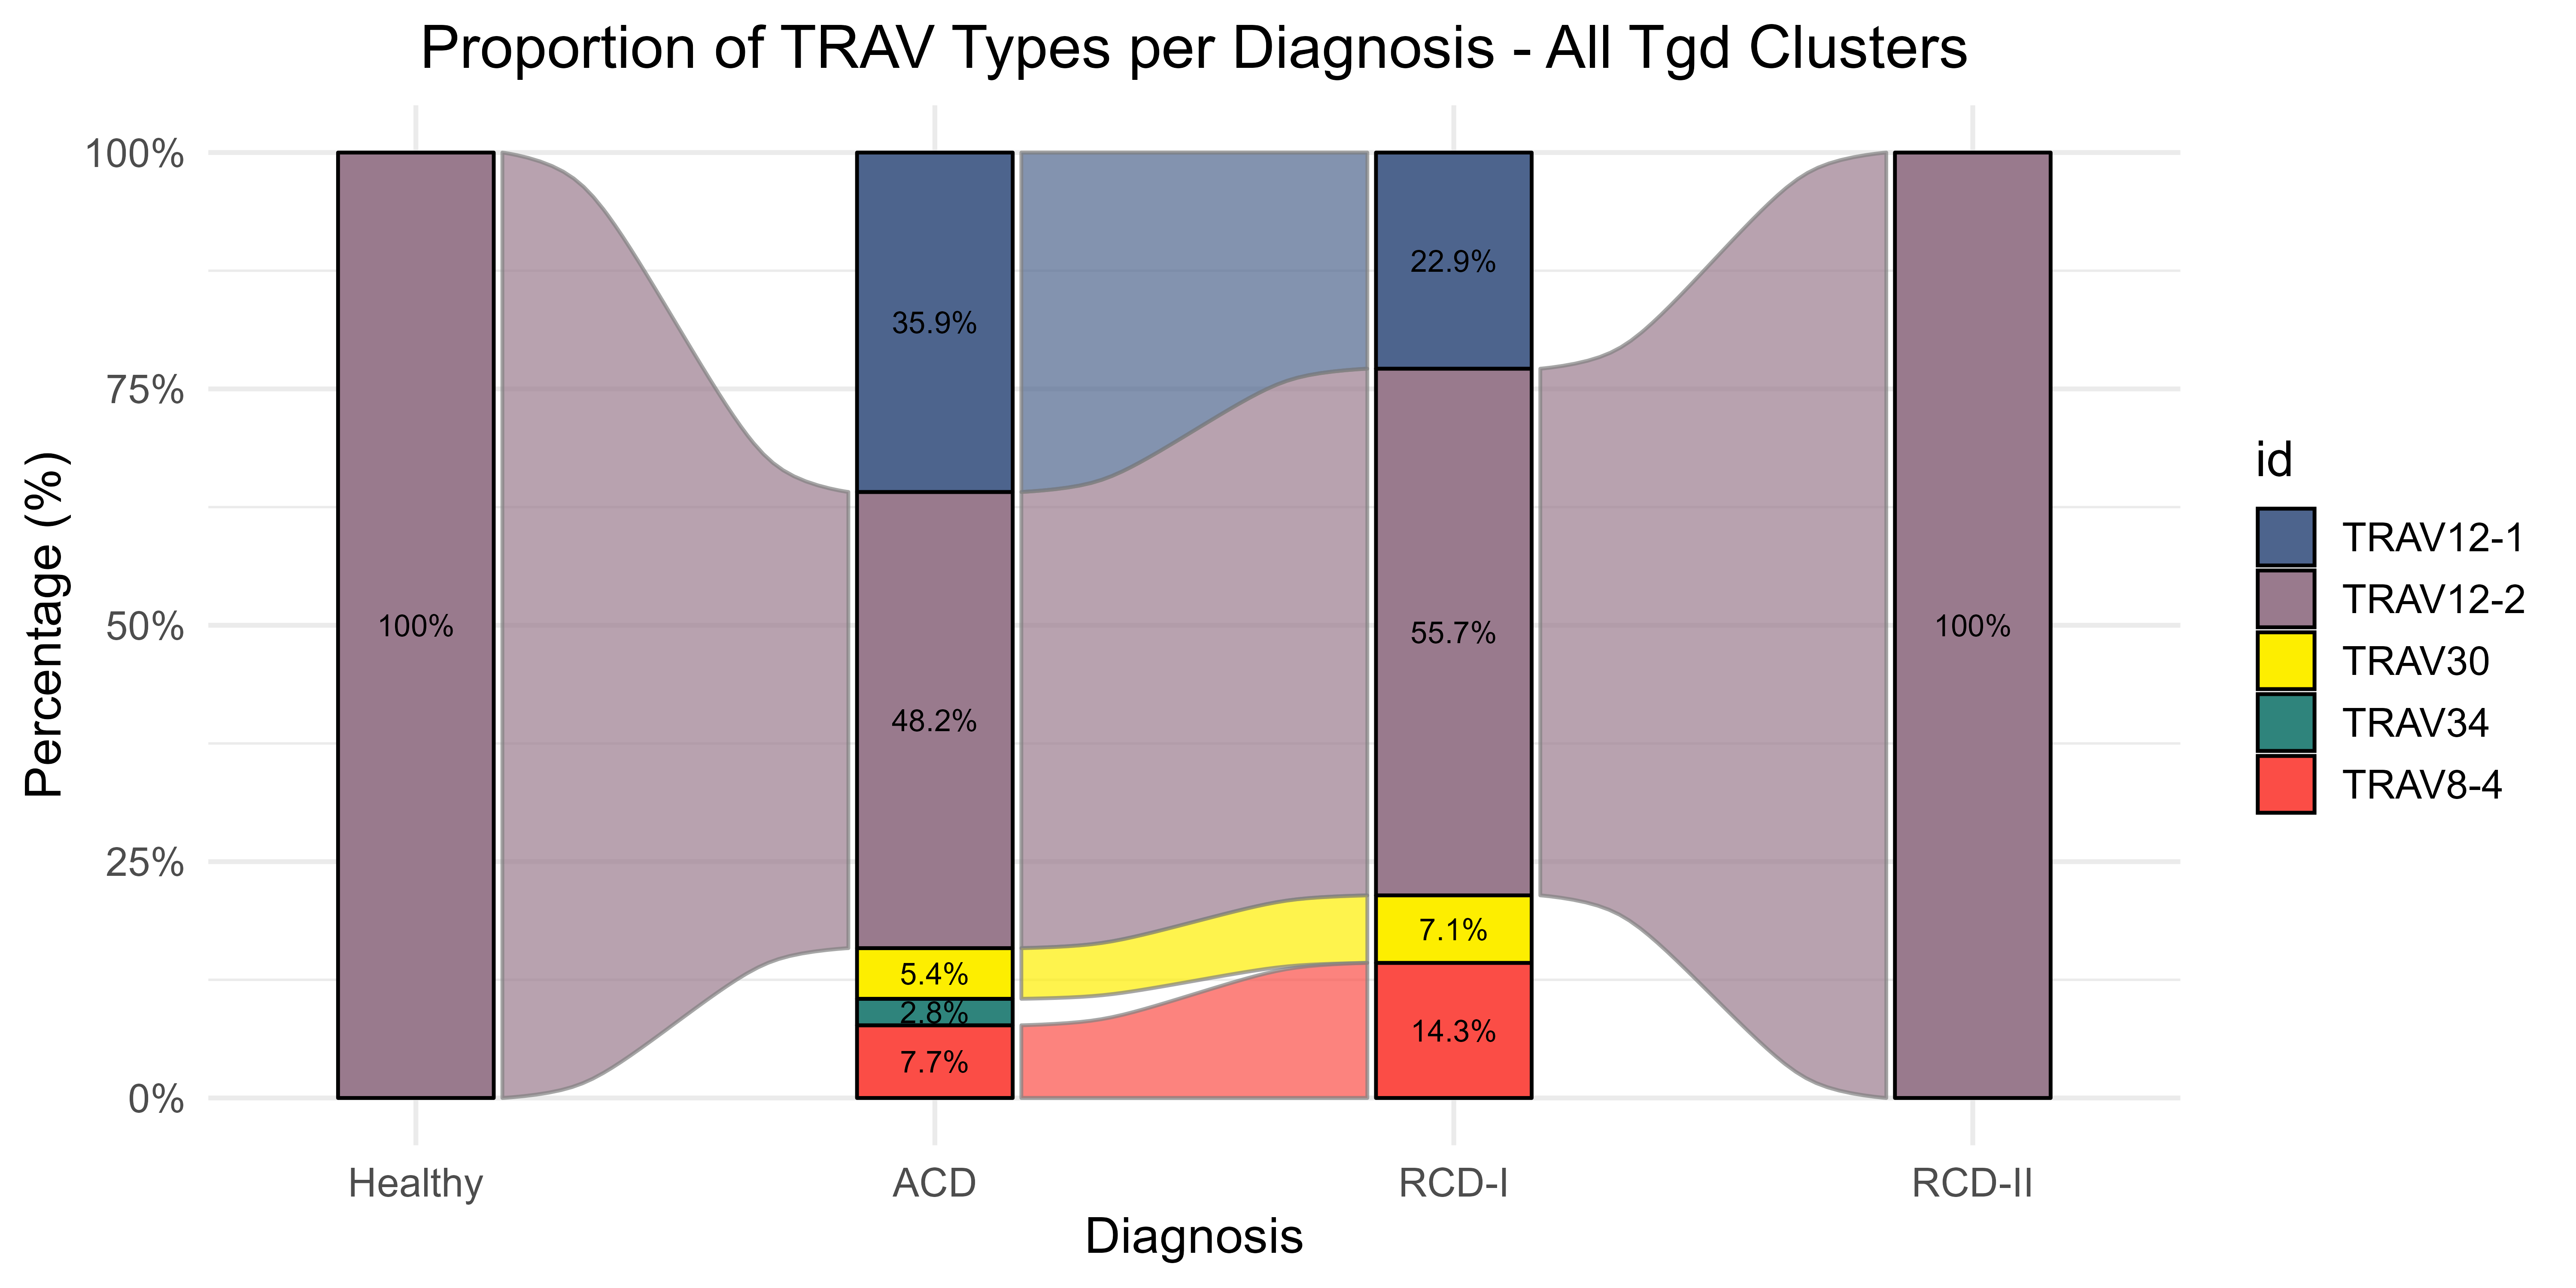 Proportion of TRAV Types per Diagnosis - All Tgd Clusters
Percentage (%)
100%
75%
50%
25%
0%
100%
35.9%
48.2%
5.4%
2.8%
7.7%
22.9%
55.7%
7.1%
14.3%
100%
Healthy
ACD
RCD-I
RCD-II
Diagnosis
id
TRAV12-1
TRAV12-2
TRAV30
TRAV34
TRAV8-4